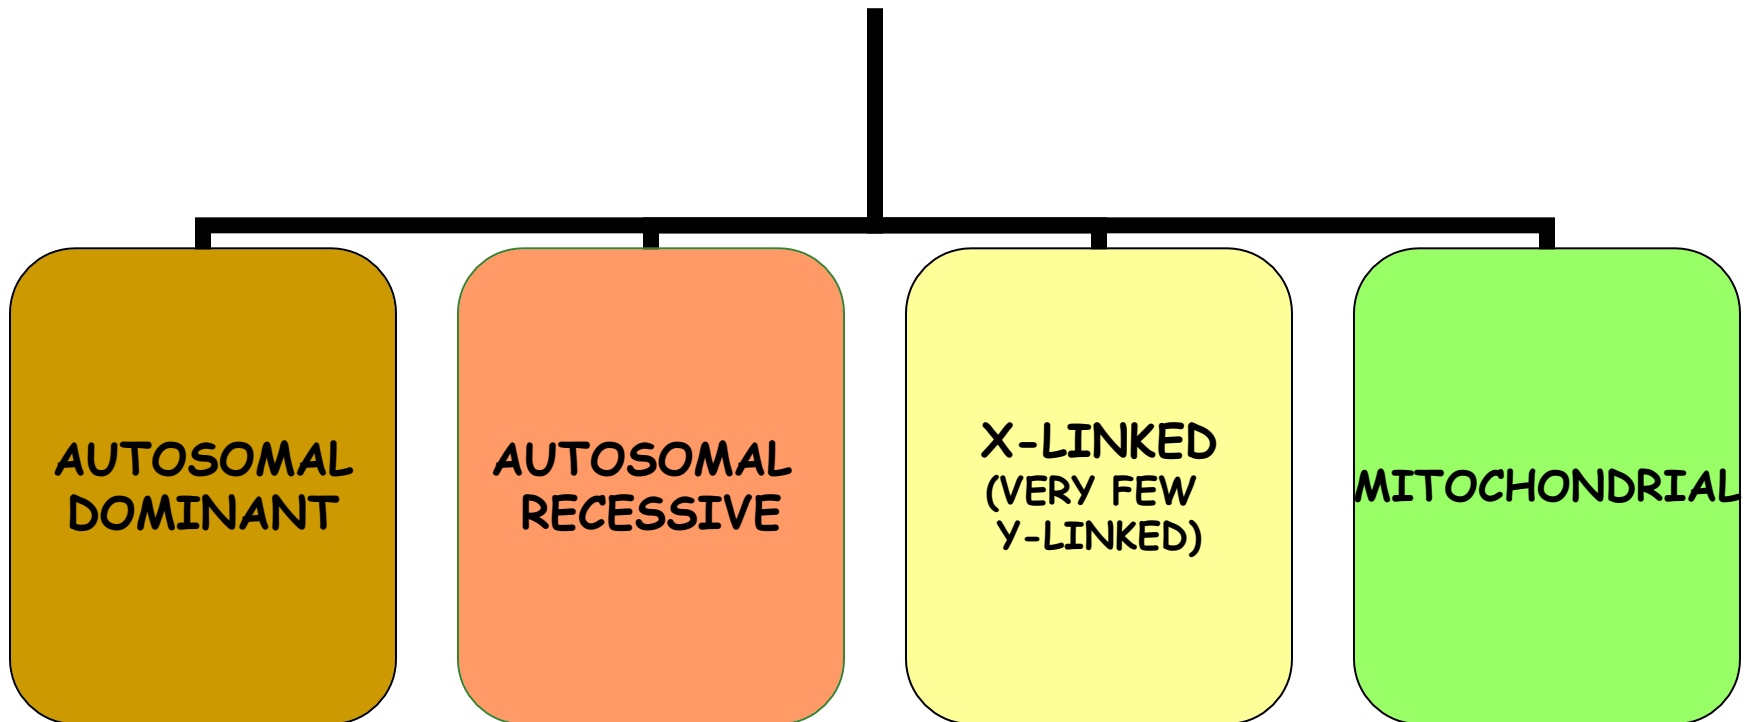 AUTOSOMAL
DOMINANT
AUTOSOMAL
RECESSIVE
X-LINKED
(VERY FEW
Y-LINKED)
MITOCHONDRIAL